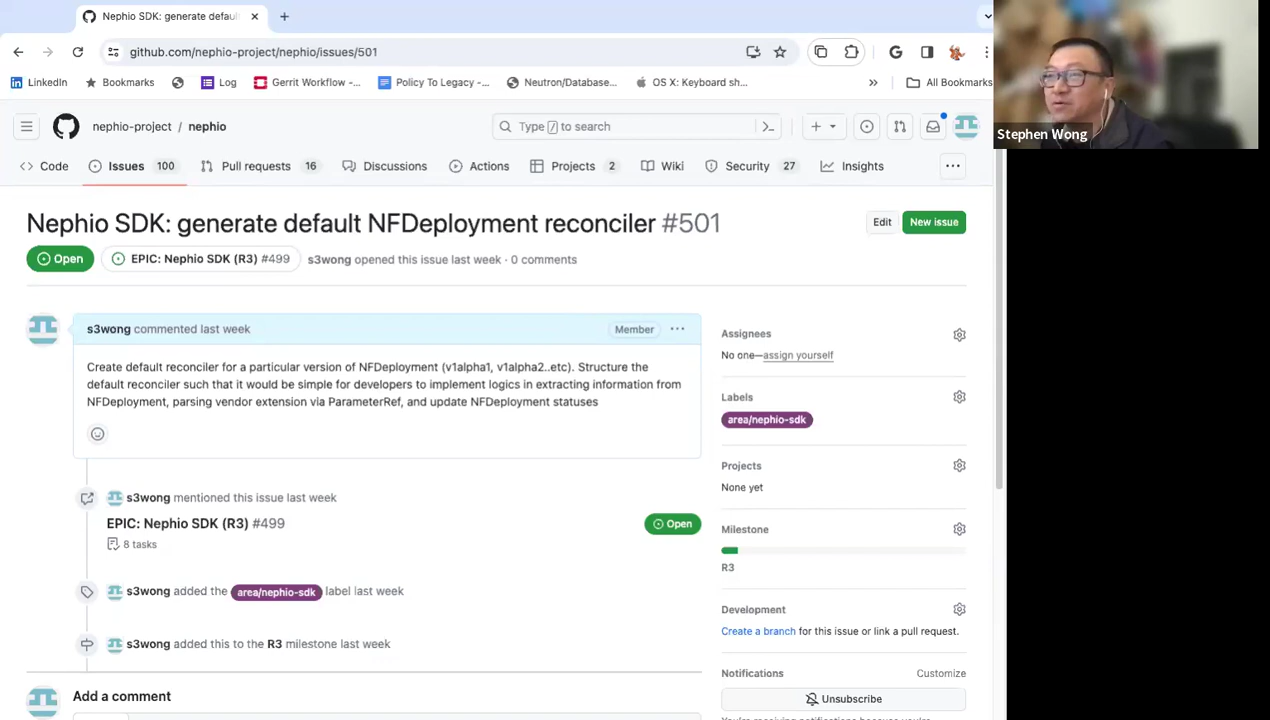 Nephio SDK: generate default
github.com/nephio-project/nephio/issues/501
LinkedIn
Bookmarks
Log
Gerrit Workflow -...
Policy To Legacy -...
Neutron/Database...
OS X: Keyboard sh...
»
All Bookmarks
Stephen Wong
nephio-project / nephio
Type / to search
Code
Issues 100
Pull requests 16
Discussions
Actions
Projects 2
Wiki
Security 27
Insights
Nephio SDK: generate default NFDeployment reconciler #501
Edit
New issue
Open
EPIC: Nephio SDK (R3) #499
s3wong opened this issue last week · 0 comments
s3wong commented last week
Member
Create default reconciler for a particular version of NFDeployment (v1alpha1, v1alpha2..etc). Structure the
default reconciler such that it would be simple for developers to implement logics in extracting information from
NFDeployment, parsing vendor extension via ParameterRef, and update NFDeployment statuses
s3wong mentioned this issue last week
EPIC: Nephio SDK (R3) #499
Open
8 tasks
s3wong added the area/nephio-sdk label last week
s3wong added this to the R3 milestone last week
Add a comment
Assignees
No one—assign yourself
Labels
area/nephio-sdk
Projects
None yet
Milestone
R3
Development
Create a branch for this issue or link a pull request.
Notifications
Customize
Unsubscribe